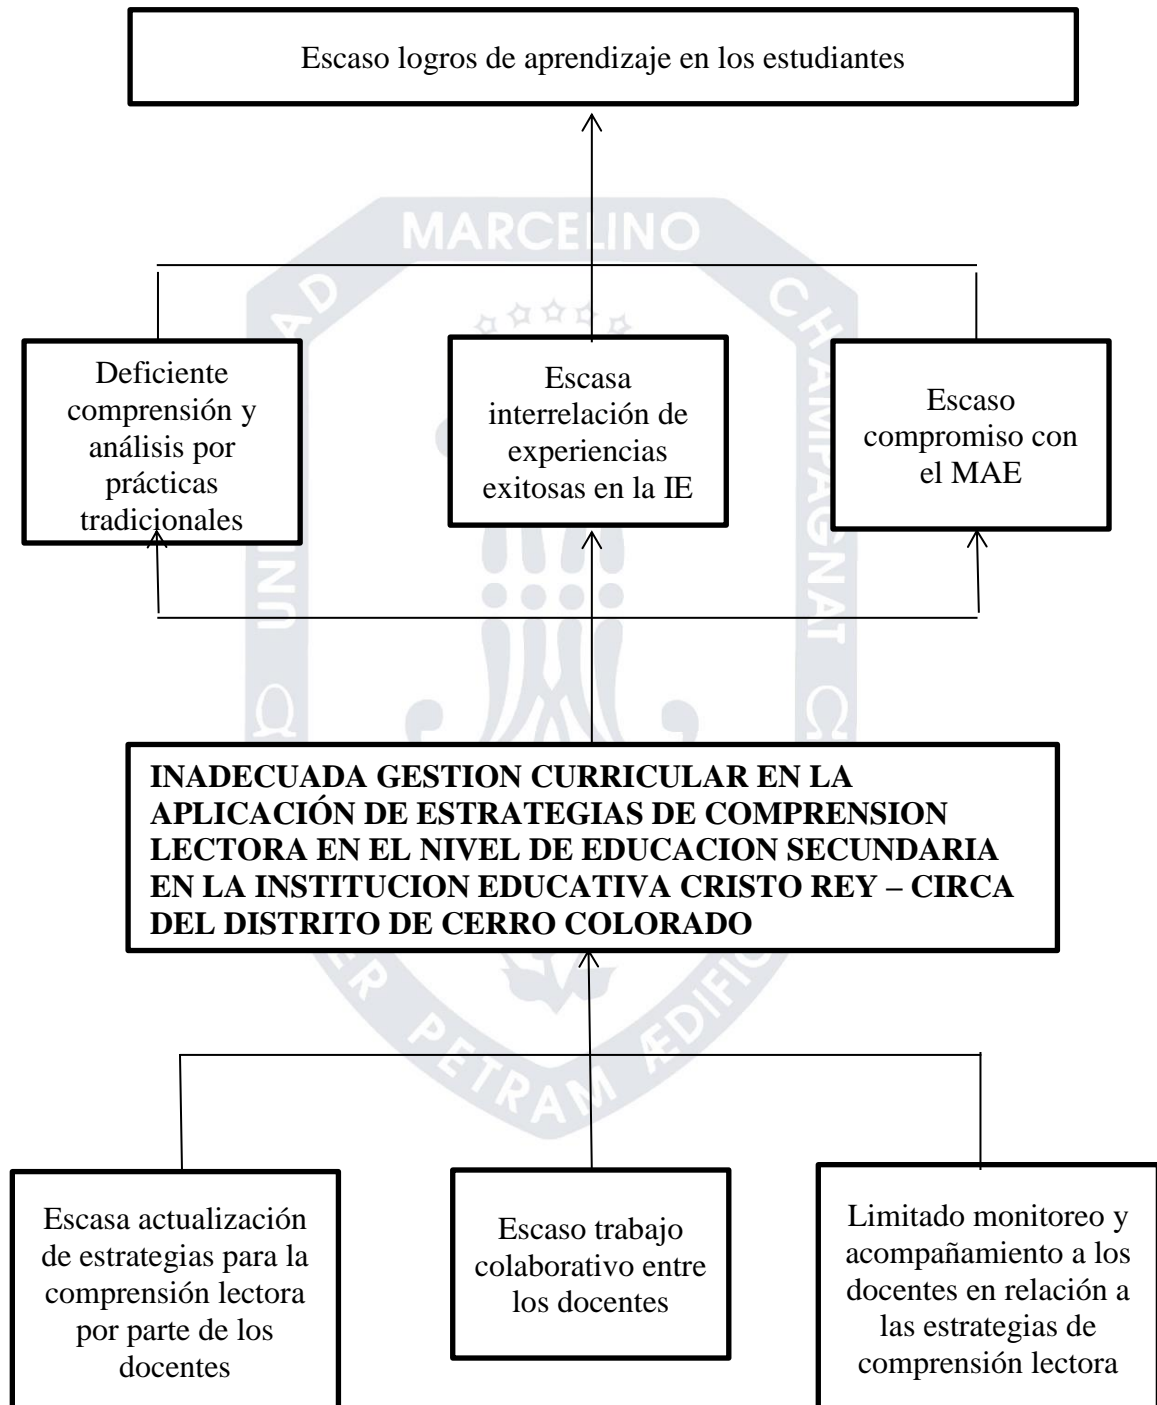 Escaso logros de aprendizaje en los estudiantes
MARCELINO
CHAMPAGNAT
Deficiente
comprensión y
análisis por
prácticas
tradicionales
Escasa
interrelación de
experiencias
exitosas en la IE
Escaso
compromiso con
el MAE
INADECUADA GESTION CURRICULAR EN LA
APLICACIÓN DE ESTRATEGIAS DE COMPRENSION
LECTORA EN EL NIVEL DE EDUCACION SECUNDARIA
EN LA INSTITUCION EDUCATIVA CRISTO REY – CIRCA
DEL DISTRITO DE CERRO COLORADO
PETRAM
Escasa actualización
de estrategias para la
comprensión lectora
por parte de los
docentes
Escaso trabajo
colaborativo entre
los docentes
Limitado monitoreo y
acompañamiento a los
docentes en relación a
las estrategias de
comprensión lectora